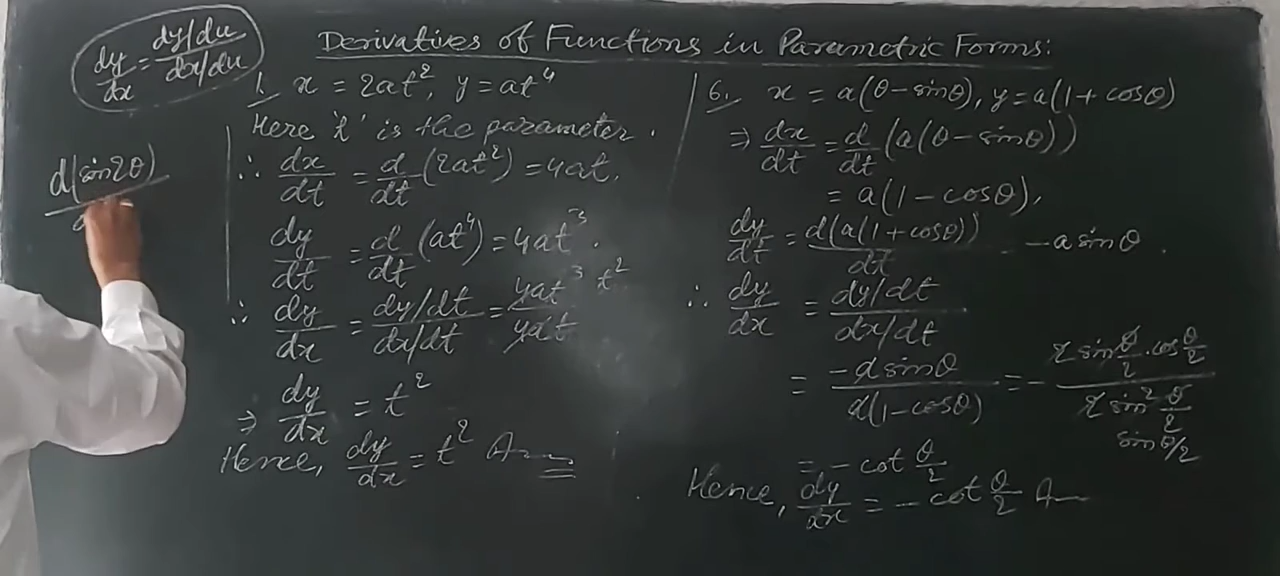 dy/dx = dy/du / dx/du
Derivatives of Functions in Parametric Forms:
d(sin2θ)
1. x = 2at², y = at⁴
Here 't' is the parameter.
∴ dx/dt = d/dt (2at²) = 4at.
dy/dt = d/dt (at⁴) = 4at³.
∴ dy/dx = dy/dt / dx/dt = 4at³ / 4at t²
⇒ dy/dx = t²
Hence, dy/dx = t² Ans
6. x = a(θ-sinθ), y = a(1+cosθ)
⇒ dx/dt = d/dt (a(θ-sinθ))
= a(1-cosθ),
dy/dt = d(a(1+cosθ))/dt -a sinθ.
∴ dy/dx = dy/dt / dx/dt
= -a sinθ / a(1-cosθ) = - 2 sin θ/2 . cos θ/2 / 2 sin² θ/2
sin θ/2
= -cot θ/2
Hence, dy/dx = -cot θ/2 Ans